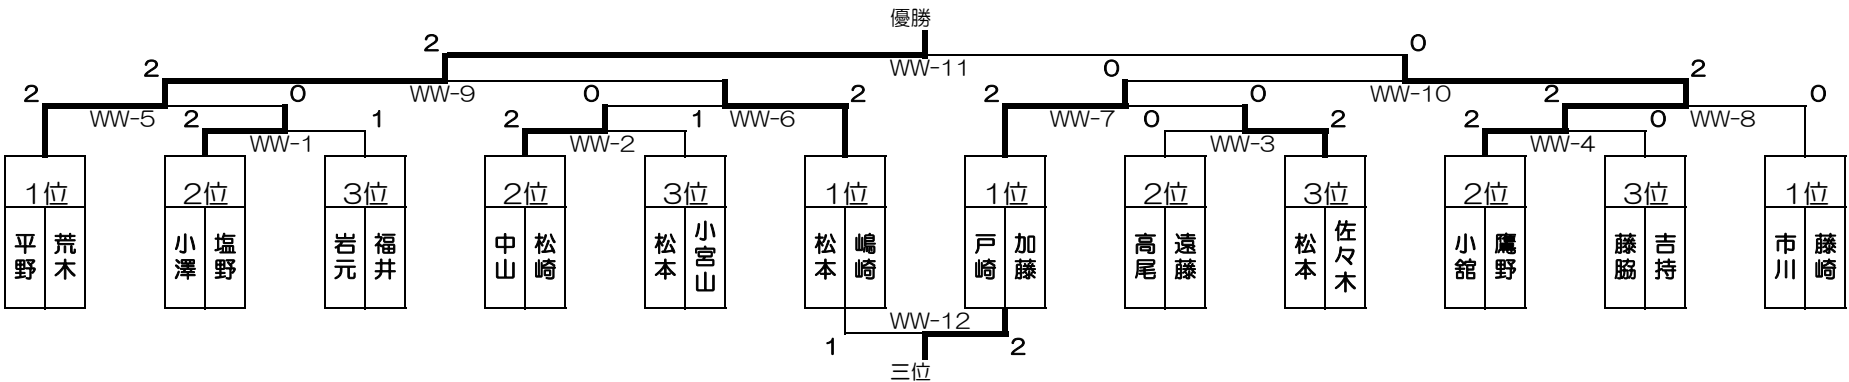 優勝
2 0
WW-11
2 0 2
WW-9 WW-10
2 0 0 2 2 0 2 0
WW-5 2 1 2 1 WW-6 WW-7 0 2 2 0 WW-8
WW-1 WW-2 WW-3 WW-4
1位 2位 3位 2位 3位 1位 1位 2位 3位 2位 3位 1位
平野 荒木
小澤 塩野
岩元 福井
中山 松崎
松本 小宮山
松本 嶋崎
戸崎 加藤
高尾 遠藤
松本 佐々木
小舘 鷹野
藤脇 吉持
市川 藤崎
WW-12
1 2
三位